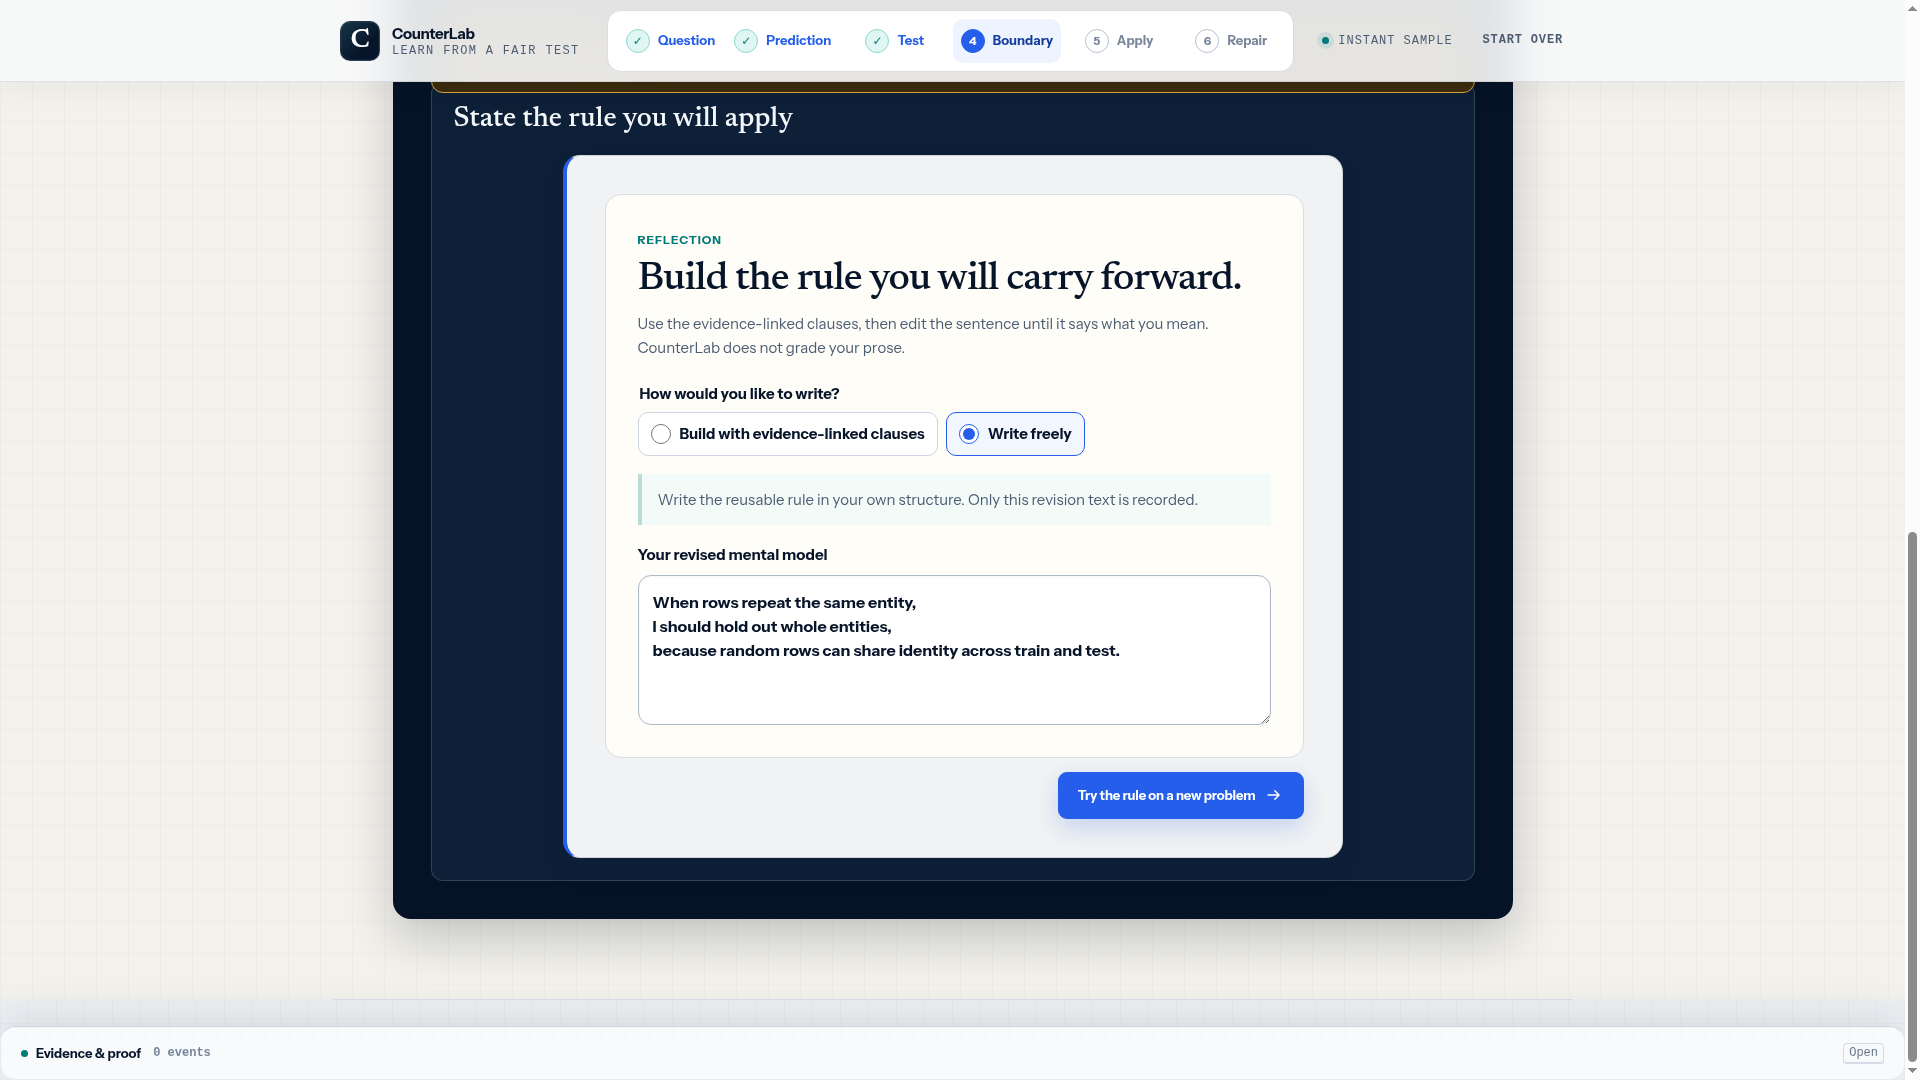 C
CounterLab
LEARN FROM A FAIR TEST
✓ Question
✓ Prediction
✓ Test
4 Boundary
5 Apply
6 Repair
INSTANT SAMPLE
START OVER
State the rule you will apply
REFLECTION
Build the rule you will carry forward.
Use the evidence-linked clauses, then edit the sentence until it says what you mean.
CounterLab does not grade your prose.
How would you like to write?
Build with evidence-linked clauses
Write freely
Write the reusable rule in your own structure. Only this revision text is recorded.
Your revised mental model
When rows repeat the same entity,
I should hold out whole entities,
because random rows can share identity across train and test.
Try the rule on a new problem →
Evidence & proof 0 events
Open